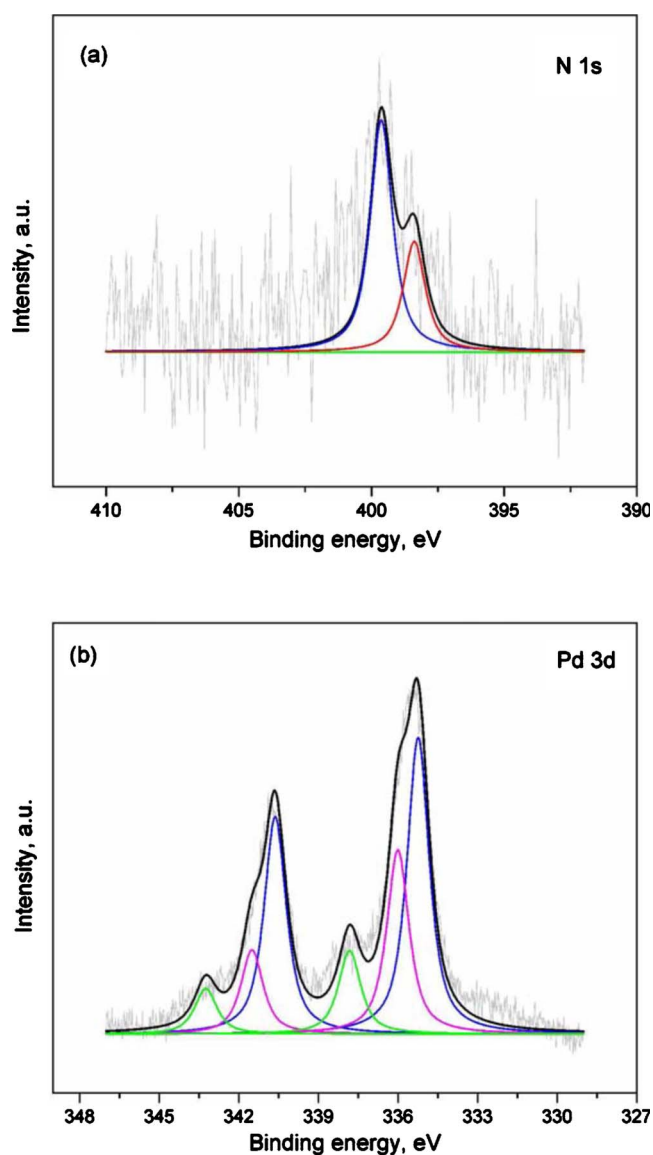 (a)
N 1s
Intensity, a.u.
410 405 400 395 390
Binding energy, eV
(b)
Pd 3d
Intensity, a.u.
348 345 342 339 336 333 330 327
Binding energy, eV